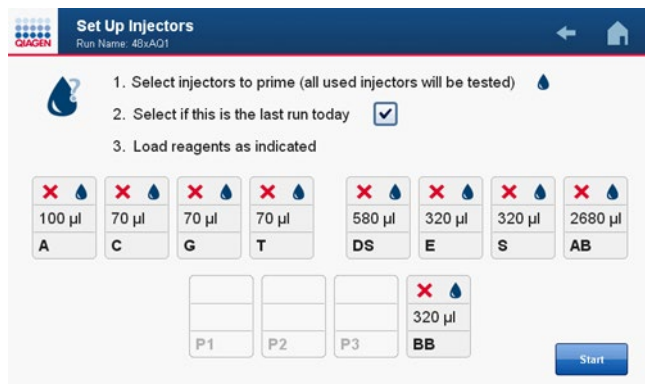 QIAGEN
Set Up Injectors
Run Name: 48xAQ1
1. Select injectors to prime (all used injectors will be tested)
2. Select if this is the last run today
3. Load reagents as indicated
100 µl 70 µl 70 µl 70 µl 580 µl 320 µl 320 µl 2680 µl
A C G T DS E S AB
320 µl
P1 P2 P3 BB
Start